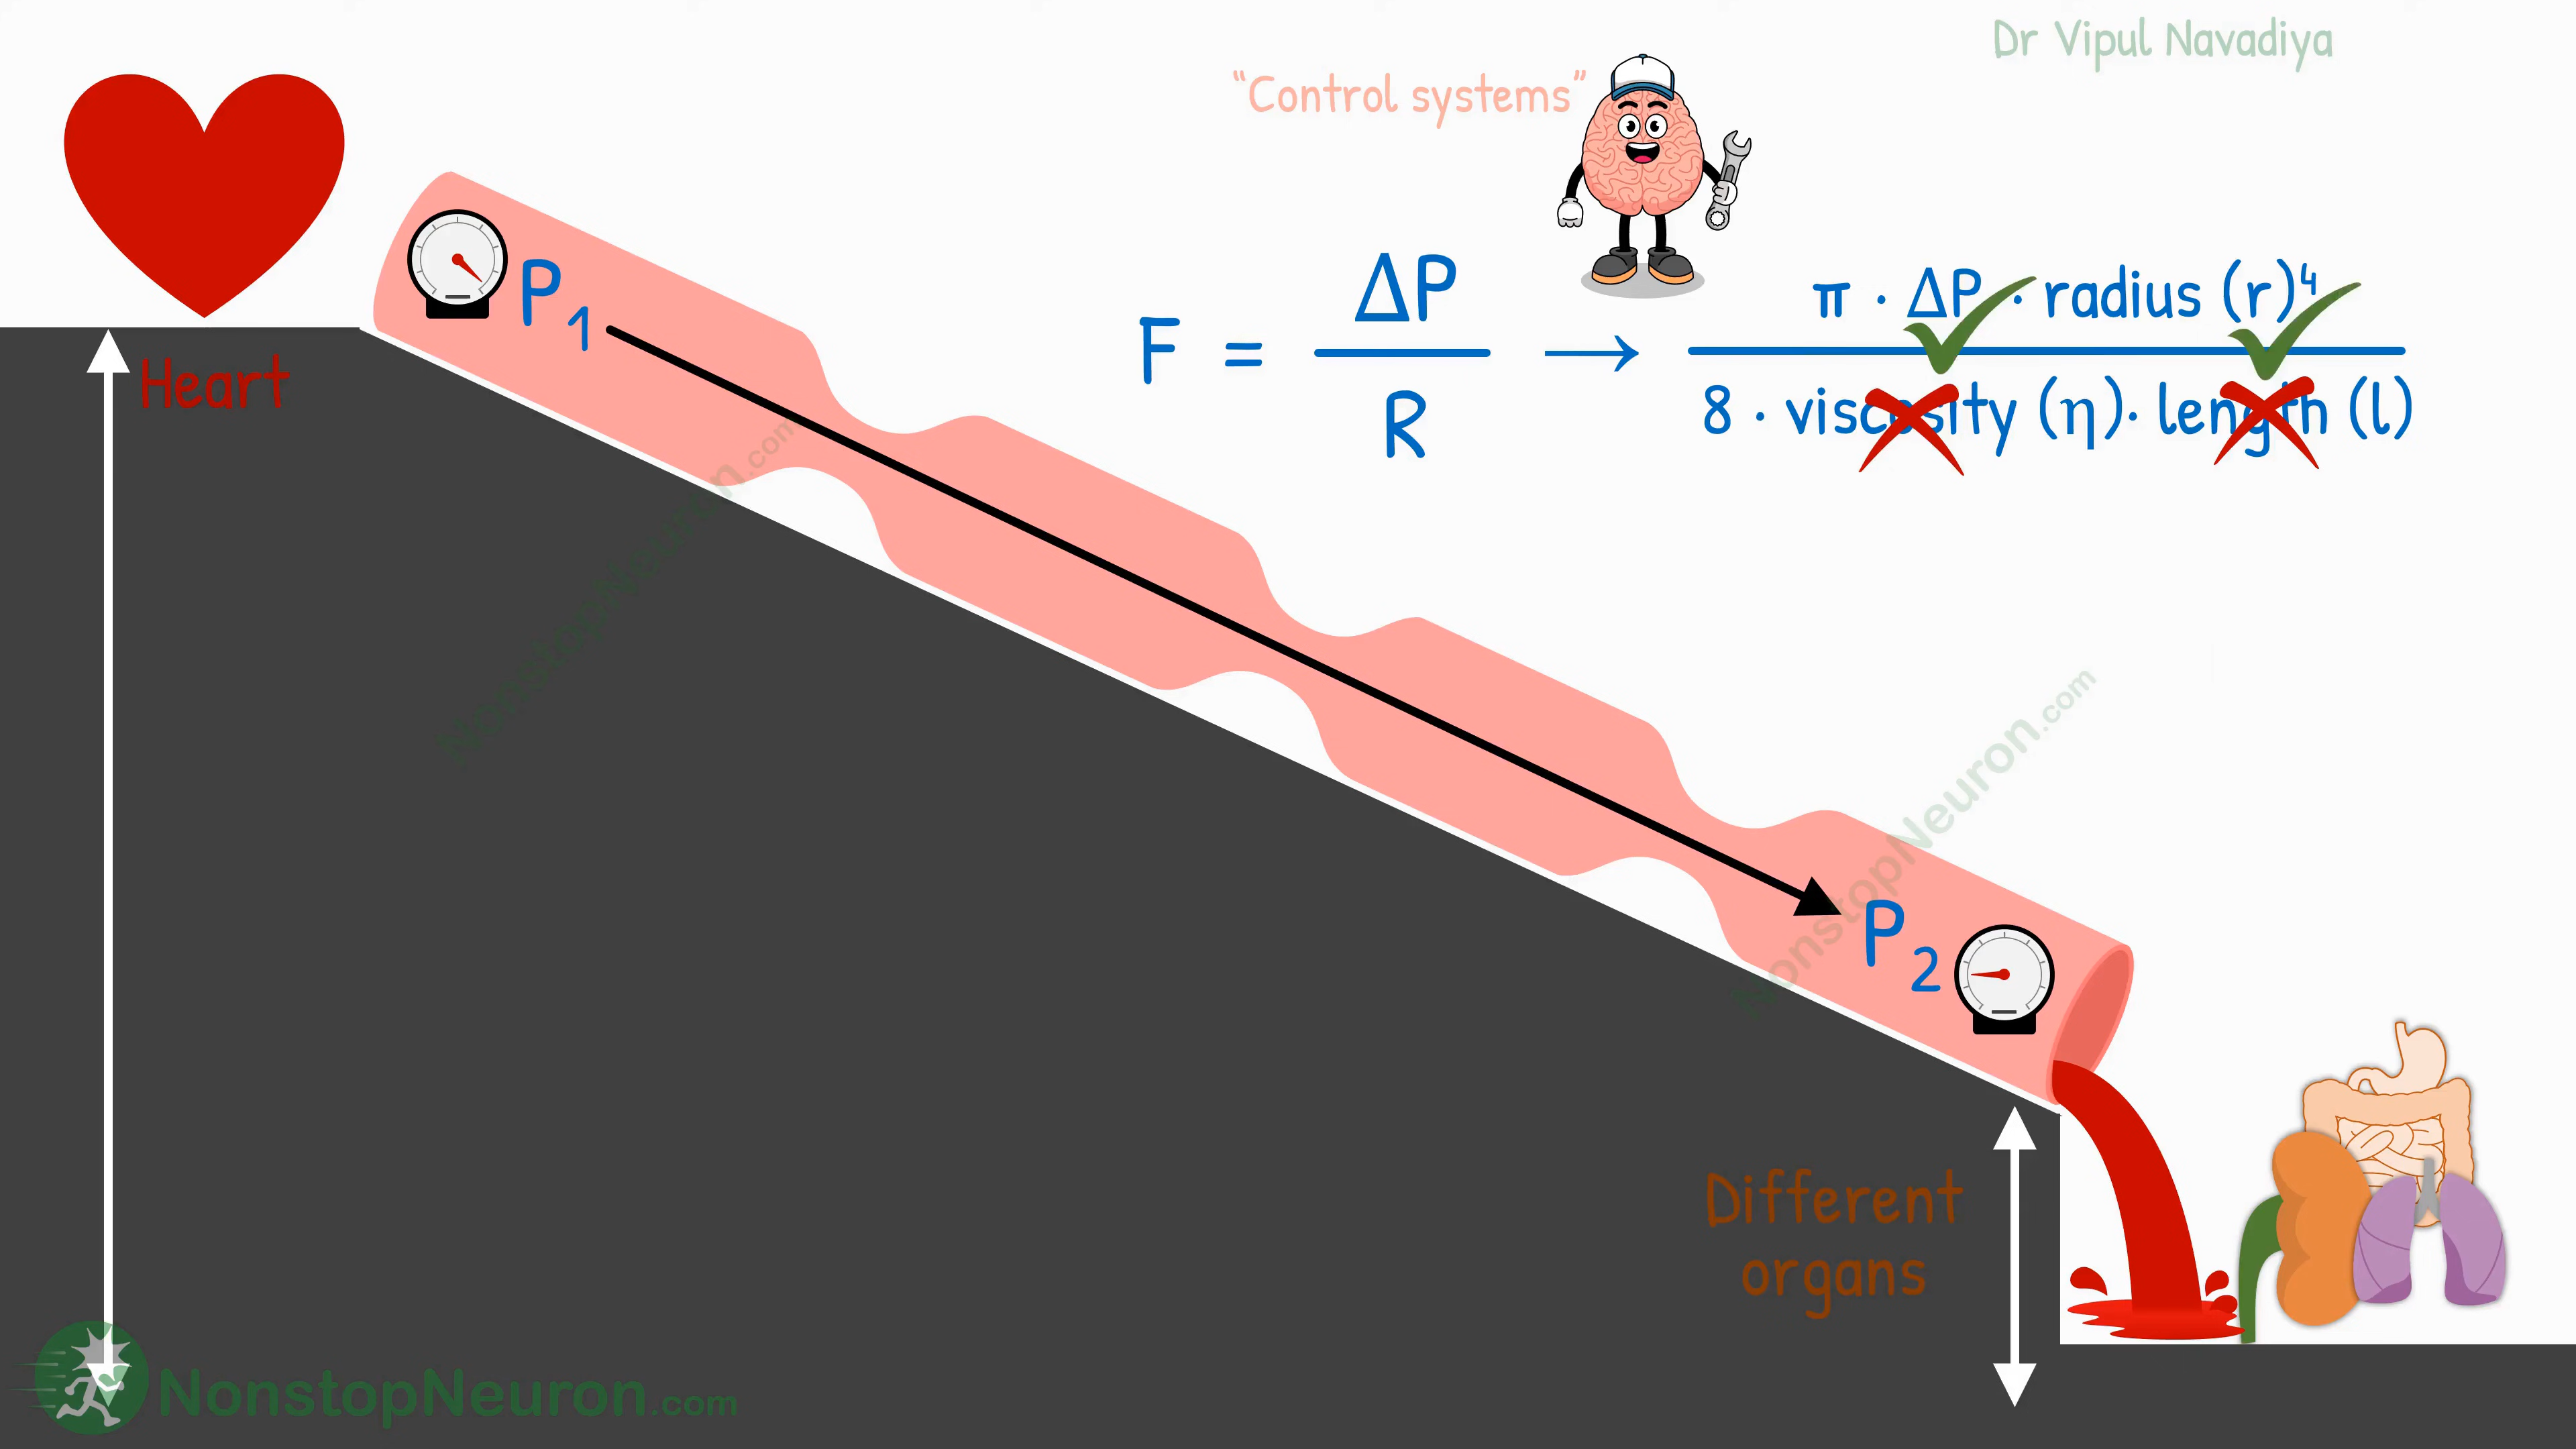 Dr Vipul Navadiya
“Control systems”
Heart
P₁
F = ΔP / R → π · ΔP · radius (r)⁴ / 8 · viscosity (η) · length (l)
NonstopNeuron.com
NonstopNeuron.com
P₂
Different
organs
NonstopNeuron.com